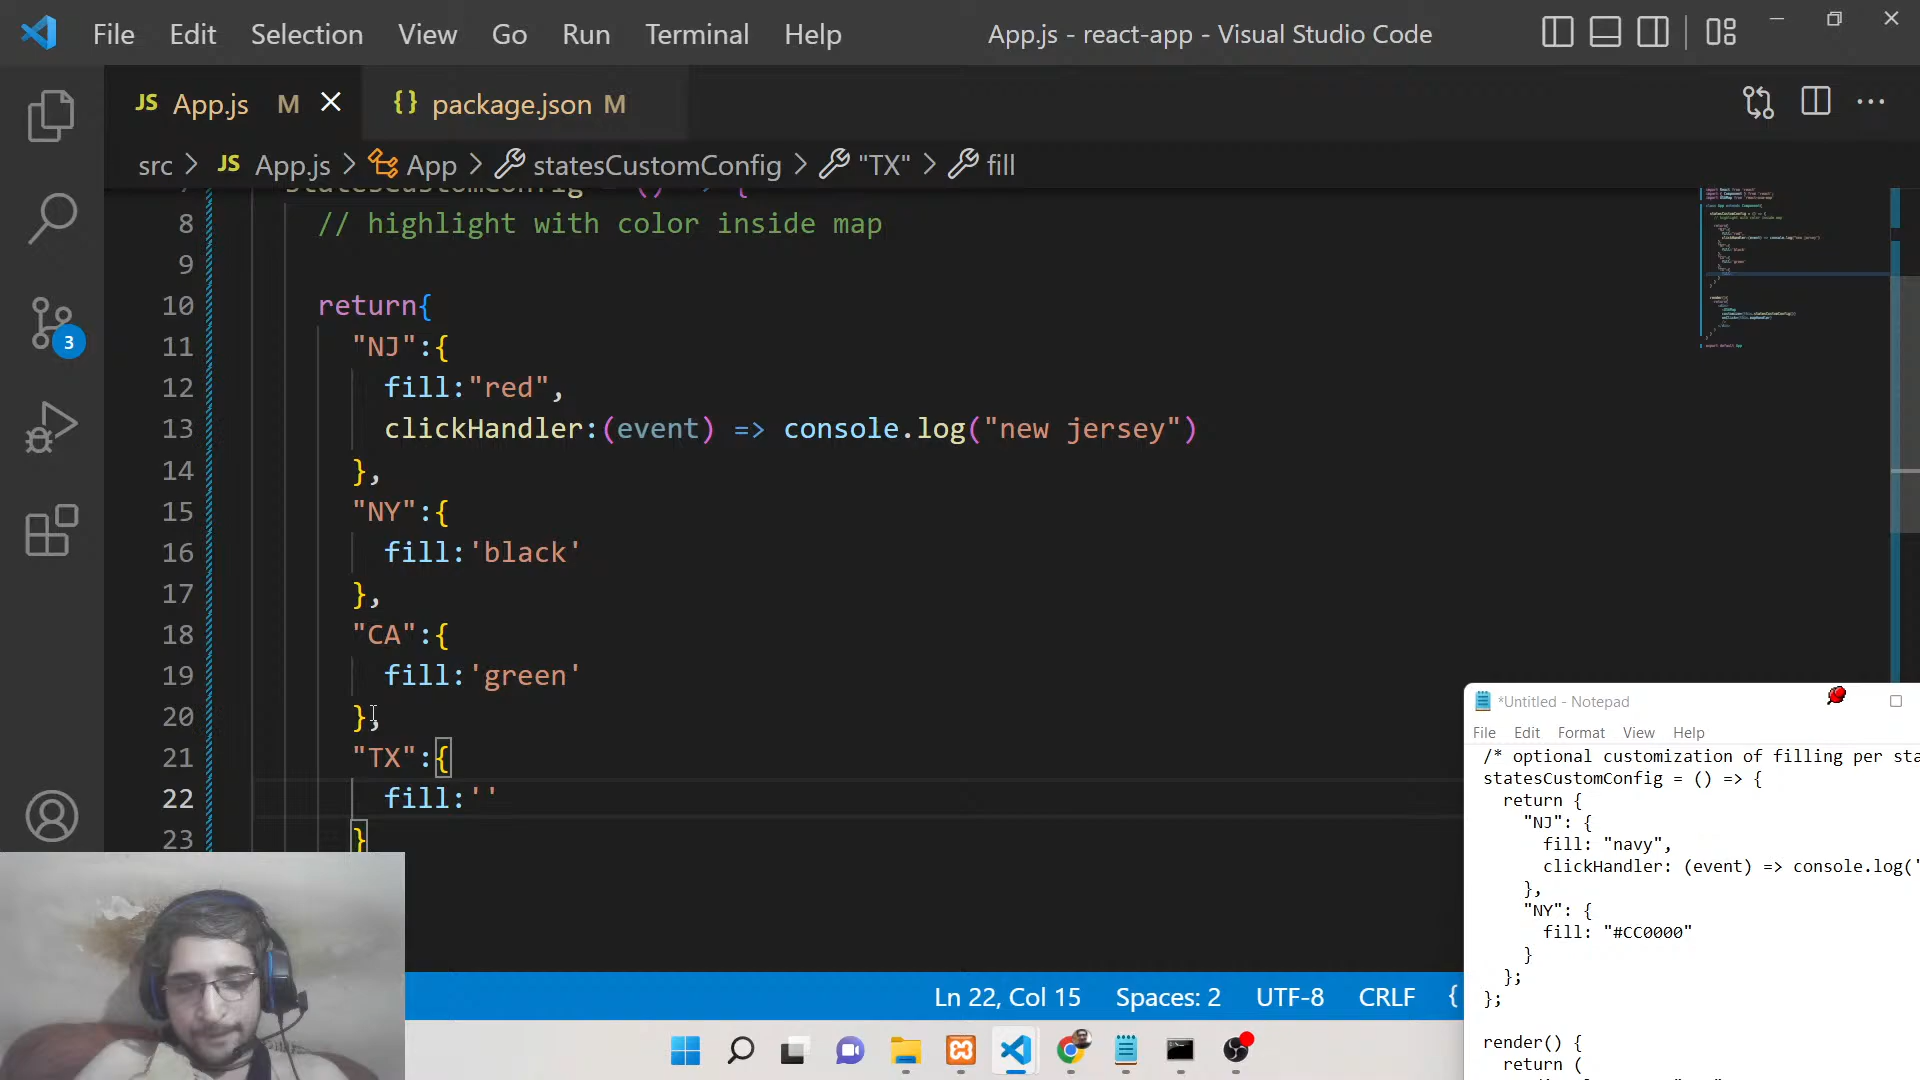 File Edit Selection View Go Run Terminal Help App.js - react-app - Visual Studio Code
JS App.js M {} package.json M
src > JS App.js > App > statesCustomConfig > "TX" > fill
7 statesCustomConfig = () => {
8 // highlight with color inside map
9
10 return{
11 "NJ":{
12 fill:"red",
13 clickHandler:(event) => console.log("new jersey")
14 },
15 "NY":{
16 fill:'black'
17 },
18 "CA":{
19 fill:'green'
20 },
21 "TX":{
22 fill:''
23 }
3
Ln 22, Col 15 Spaces: 2 UTF-8 CRLF {
*Untitled - Notepad
File Edit Format View Help
/* optional customization of filling per sta
statesCustomConfig = () => {
return {
"NJ": {
fill: "navy",
clickHandler: (event) => console.log('
},
"NY": {
fill: "#CC0000"
}
};
};
render() {
return (